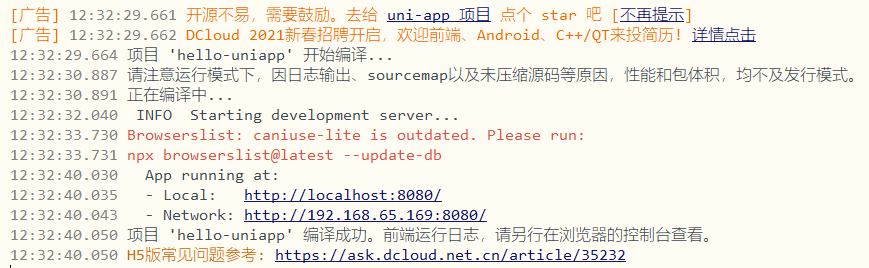 [广告] 12:32:29.661 开源不易，需要鼓励。去给 uni-app 项目 点个 star 吧 [不再提示]
[广告] 12:32:29.662 DCloud 2021新春招聘开启，欢迎前端、Android、C++/QT来投简历! 详情点击
12:32:29.664 项目 'hello-uniapp' 开始编译...
12:32:30.887 请注意运行模式下，因日志输出、sourcemap以及未压缩源码等原因，性能和包体积，均不及发行模式。
12:32:30.891 正在编译中...
12:32:32.040  INFO  Starting development server...
12:32:33.730 Browserslist: caniuse-lite is outdated. Please run:
12:32:33.731 npx browserslist@latest --update-db
12:32:40.030   App running at:
12:32:40.035   - Local:   http://localhost:8080/
12:32:40.043   - Network: http://192.168.65.169:8080/
12:32:40.050 项目 'hello-uniapp' 编译成功。前端运行日志，请另行在浏览器的控制台查看。
12:32:40.050 H5版常见问题参考: https://ask.dcloud.net.cn/article/35232